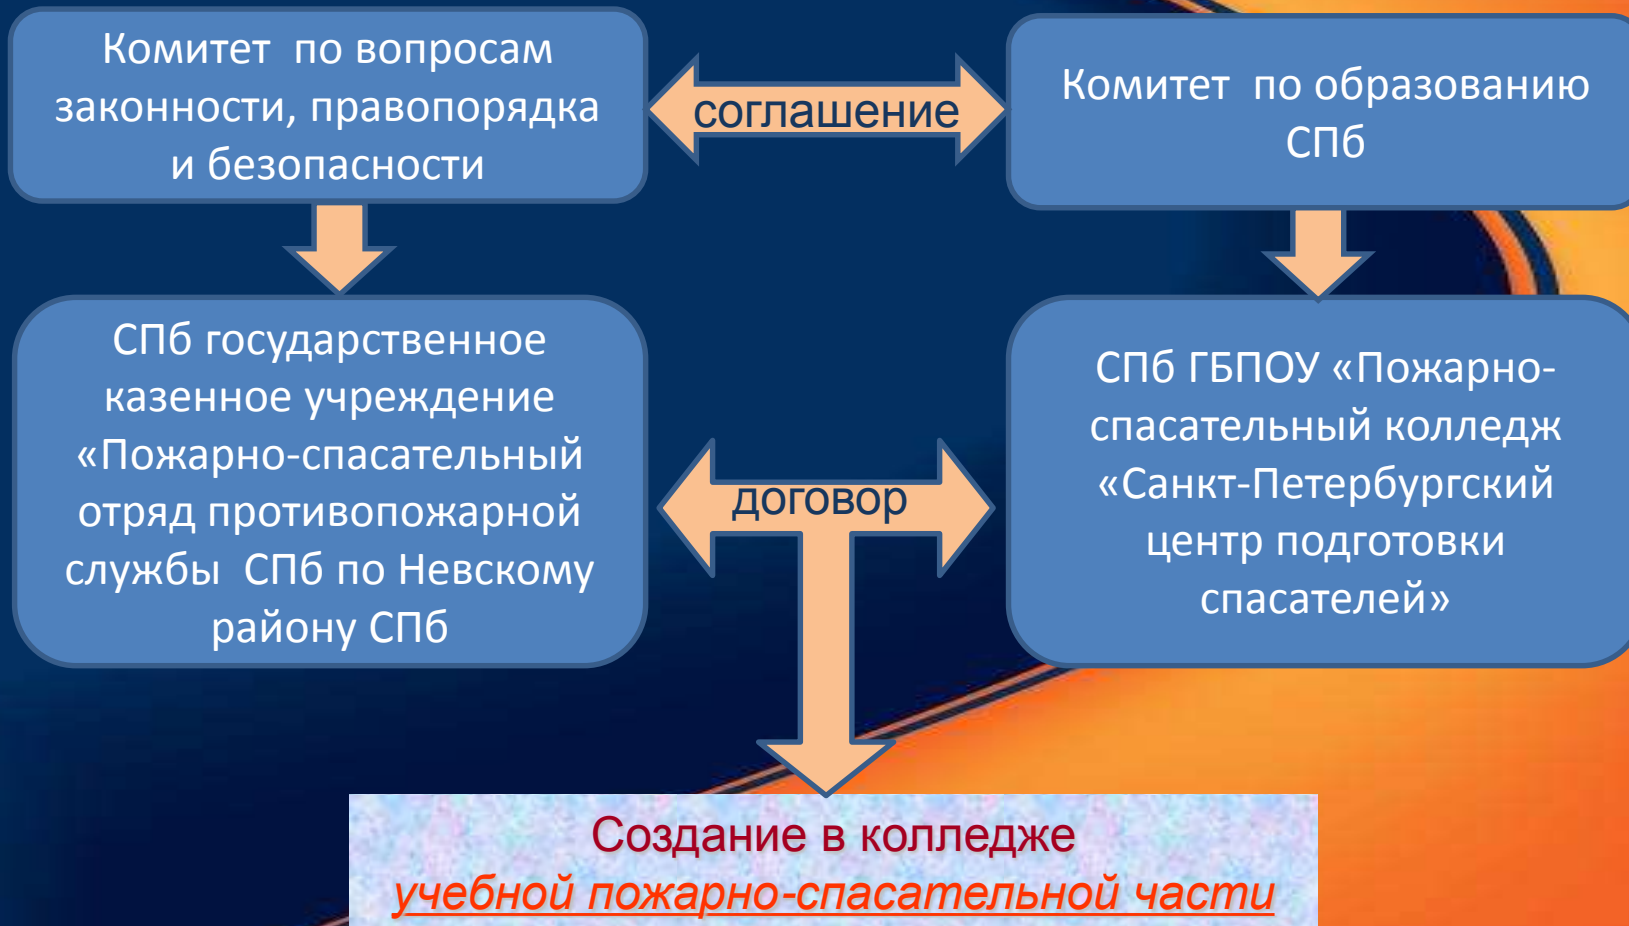 Комитет по вопросам
законности, правопорядка
и безопасности
соглашение
Комитет по образованию
СПб
СПб государственное
казенное учреждение
«Пожарно-спасательный
отряд противопожарной
службы СПб по Невскому
району СПб
договор
СПб ГБПОУ «Пожарно-
спасательный колледж
«Санкт-Петербургский
центр подготовки
спасателей»
Создание в колледже
учебной пожарно-спасательной части